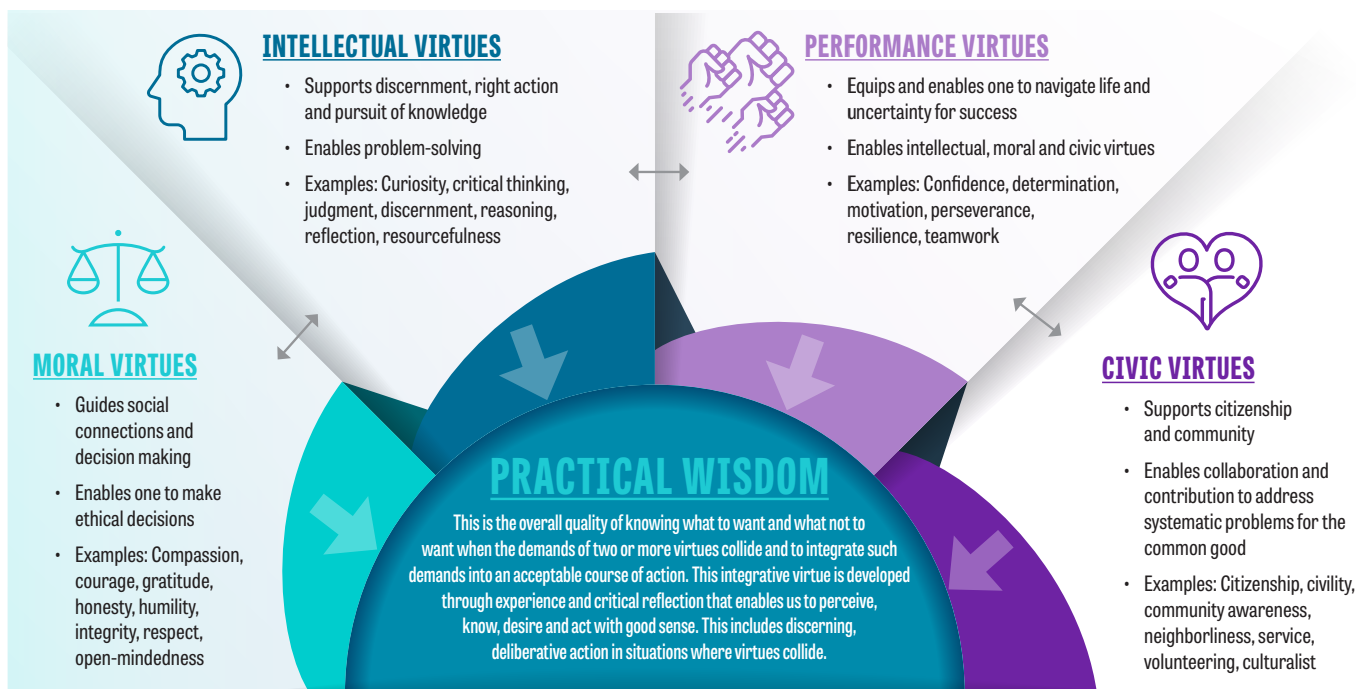 INTELLECTUAL VIRTUES
• Supports discernment, right action
and pursuit of knowledge
• Enables problem-solving
• Examples: Curiosity, critical thinking,
judgment, discernment, reasoning,
reflection, resourcefulness
PERFORMANCE VIRTUES
• Equips and enables one to navigate life and
uncertainty for success
• Enables intellectual, moral and civic virtues
• Examples: Confidence, determination,
motivation, perseverance,
resilience, teamwork
MORAL VIRTUES
• Guides social
connections and
decision making
• Enables one to make
ethical decisions
• Examples: Compassion,
courage, gratitude,
honesty, humility,
integrity, respect,
open-mindedness
CIVIC VIRTUES
• Supports citizenship
and community
• Enables collaboration and
contribution to address
systematic problems for the
common good
• Examples: Citizenship, civility,
community awareness,
neighborliness, service,
volunteering, culturalist
PRACTICAL WISDOM
This is the overall quality of knowing what to want and what not to
want when the demands of two or more virtues collide and to integrate such
demands into an acceptable course of action. This integrative virtue is developed
through experience and critical reflection that enables us to perceive,
know, desire and act with good sense. This includes discerning,
deliberative action in situations where virtues collide.